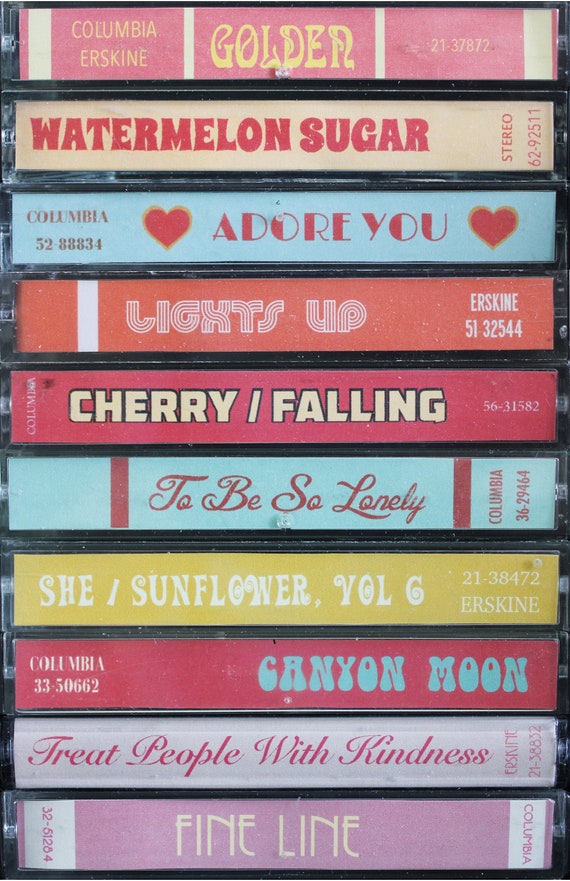 COLUMBIA
ERSKINE
GOLDEN
21-37872
WATERMELON SUGAR
STEREO
62-92511
COLUMBIA
52-88834
ADORE YOU
LIGHTS UP
ERSKINE
51 32544
COLUMBIA
CHERRY / FALLING
56-31582
To Be So Lonely
COLUMBIA
36-29464
SHE / SUNFLOWER, VOL 6
21-38472
ERSKINE
COLUMBIA
33-50662
CANYON MOON
Treat People With Kindness
ERSKINE
21-38832
32-51284
FINE LINE
COLUMBIA